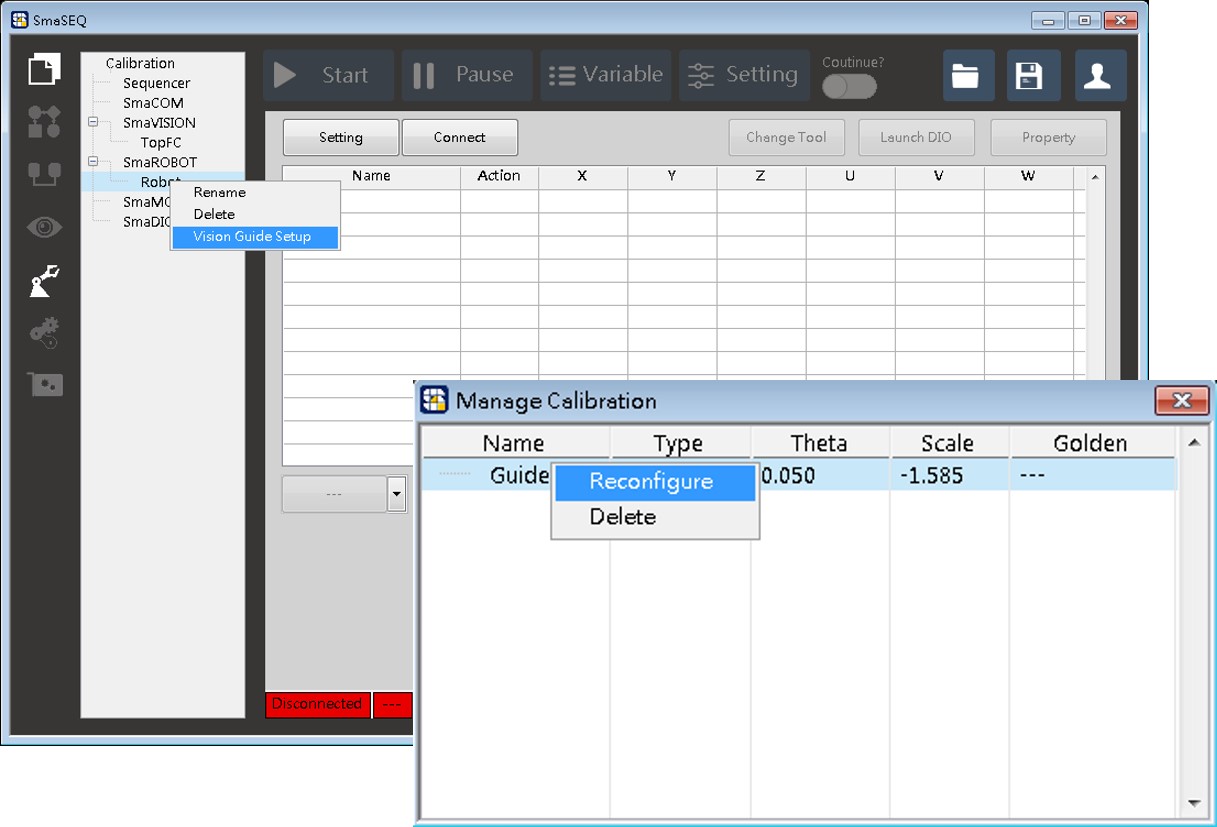 SmaSEQ
Calibration
Sequencer
SmaCOM
SmaVISION
TopFC
SmaROBOT
Robot
SmaMO
SmaDIO
Rename
Delete
Vision Guide Setup
Start Pause Variable Setting Coutinue?
Setting Connect Change Tool Launch DIO Property
Name Action X Y Z U V W
---
Disconnected ---
Manage Calibration
Name Type Theta Scale Golden
Guide 0.050 -1.585 ---
Reconfigure
Delete